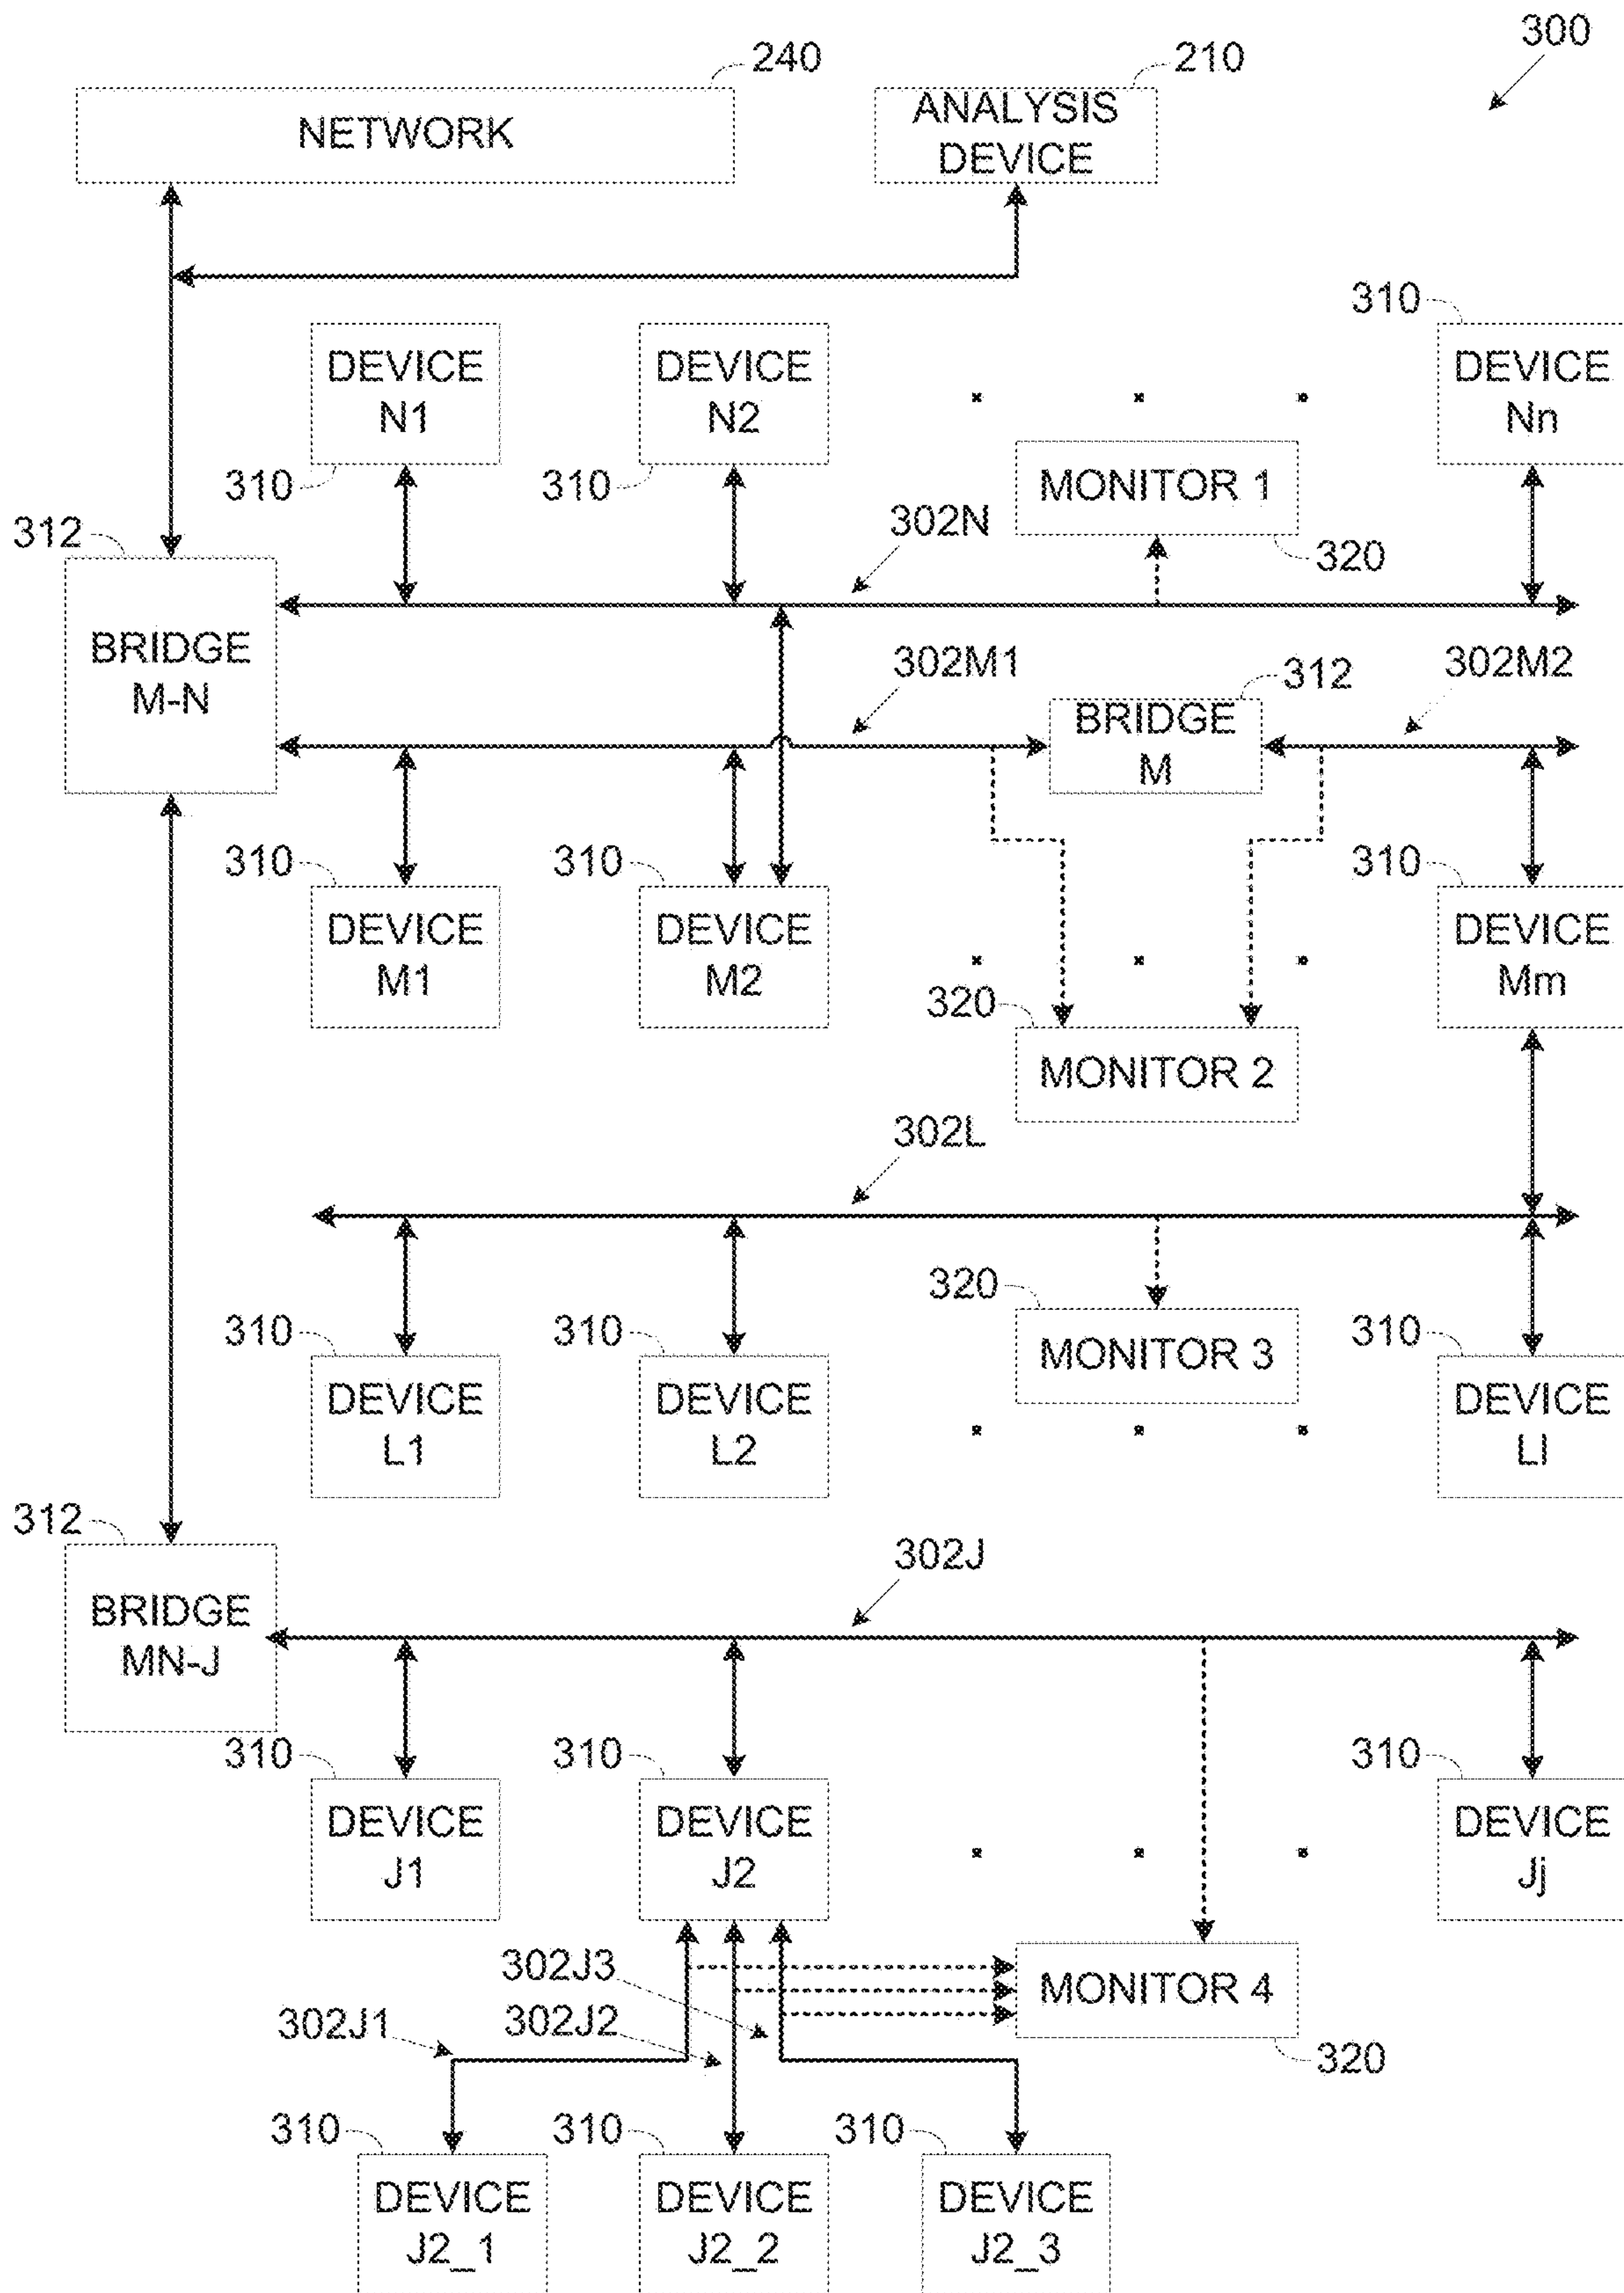 300
240
210
NETWORK
ANALYSIS
DEVICE
310
DEVICE
N1
DEVICE
N2
DEVICE
Nn
310
310
MONITOR 1
302N
320
312
BRIDGE
M-N
302M1
312
302M2
BRIDGE
M
310
310
310
DEVICE
M1
DEVICE
M2
DEVICE
Mm
320
MONITOR 2
302L
320
MONITOR 3
310
310
310
DEVICE
L1
DEVICE
L2
DEVICE
Ll
312
BRIDGE
MN-J
302J
310
310
310
DEVICE
J1
DEVICE
J2
DEVICE
Jj
302J3
MONITOR 4
302J1
302J2
320
310
310
310
DEVICE
J2_1
DEVICE
J2_2
DEVICE
J2_3